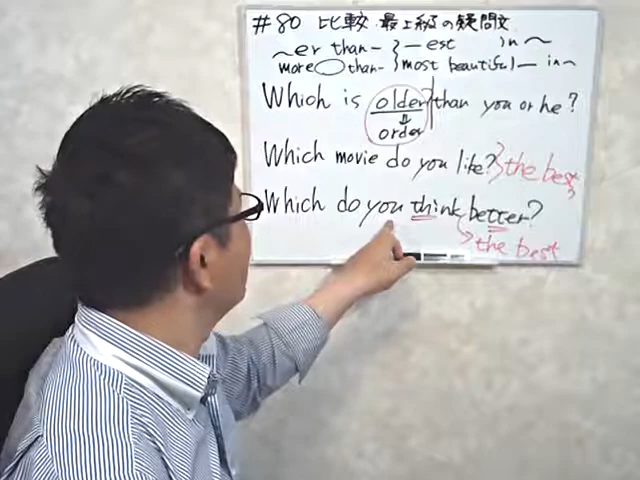 #80 比較 最上級の疑問文
～er than- } -est in～
more ◯ than- } most beautiful - in～
Which is older than you or he?
⇓
order
Which movie do you like? } the best
Which do you think better?
→ the best